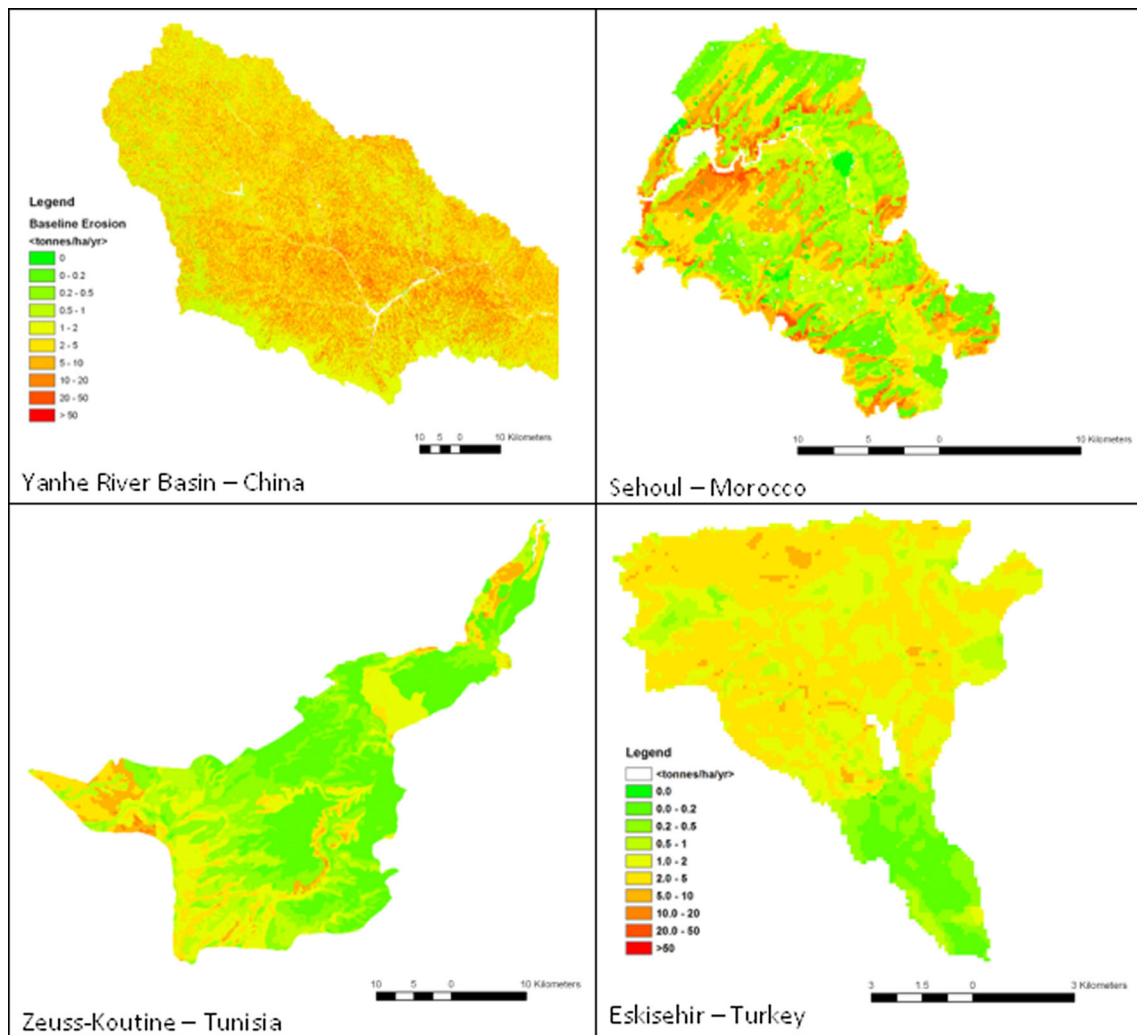 Legend
Baseline Erosion
<tonnes/ha/yr>
0
0 - 0.2
0.2 - 0.5
0.5 - 1
1 - 2
2 - 5
5 - 10
10 - 20
20 - 50
> 50
10 5 0 10 Kilometers
Yanhe River Basin – China
10 5 0 10 Kilometers
Sehoul – Morocco
10 5 0 10 Kilometers
Zeuss-Koutine – Tunisia
Legend
<tonnes/ha/yr>
0.0
0.0 - 0.2
0.2 - 0.5
0.5 - 1
1.0 - 2
2.0 - 5
5.0 - 10
10.0 - 20
20.0 - 50
>50
3 1.5 0 3 Kilometers
Eskisehir – Turkey